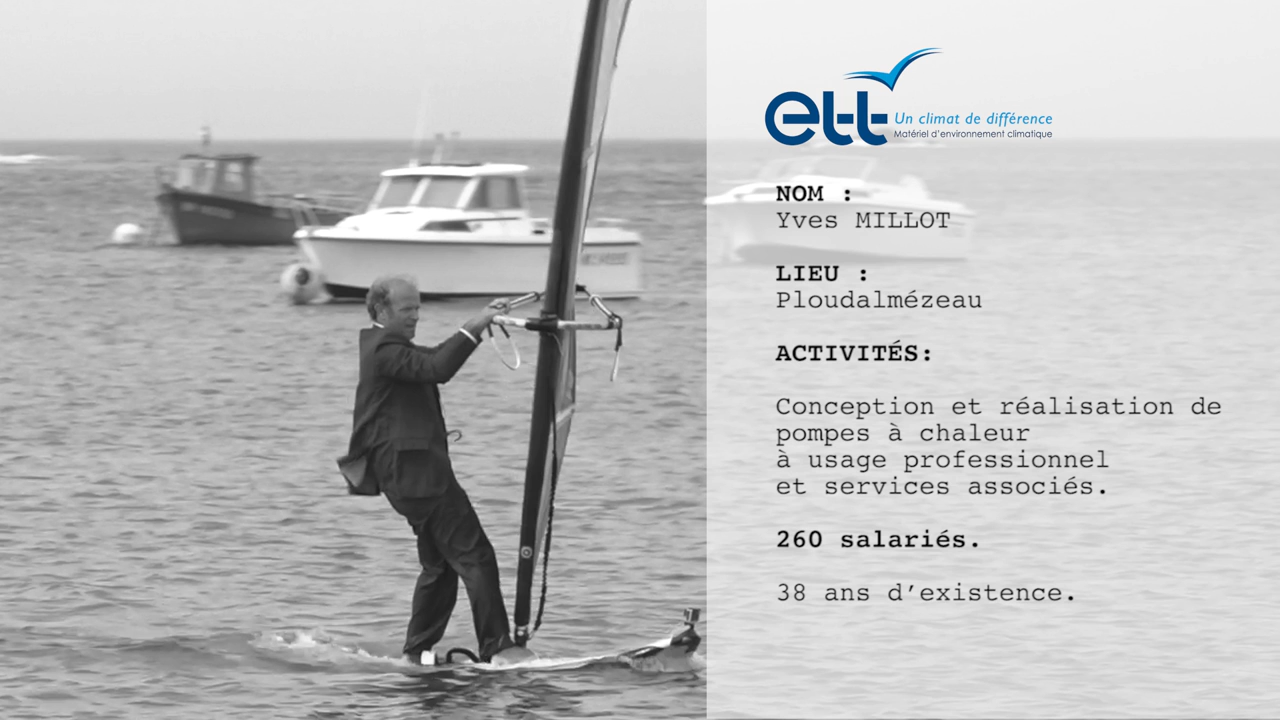 ett
Un climat de différence
Matériel d'environnement climatique
NOM :
Yves MILLOT
LIEU :
Ploudalmézeau
ACTIVITÉS:
Conception et réalisation de
pompes à chaleur
à usage professionnel
et services associés.
260 salariés.
38 ans d'existence.